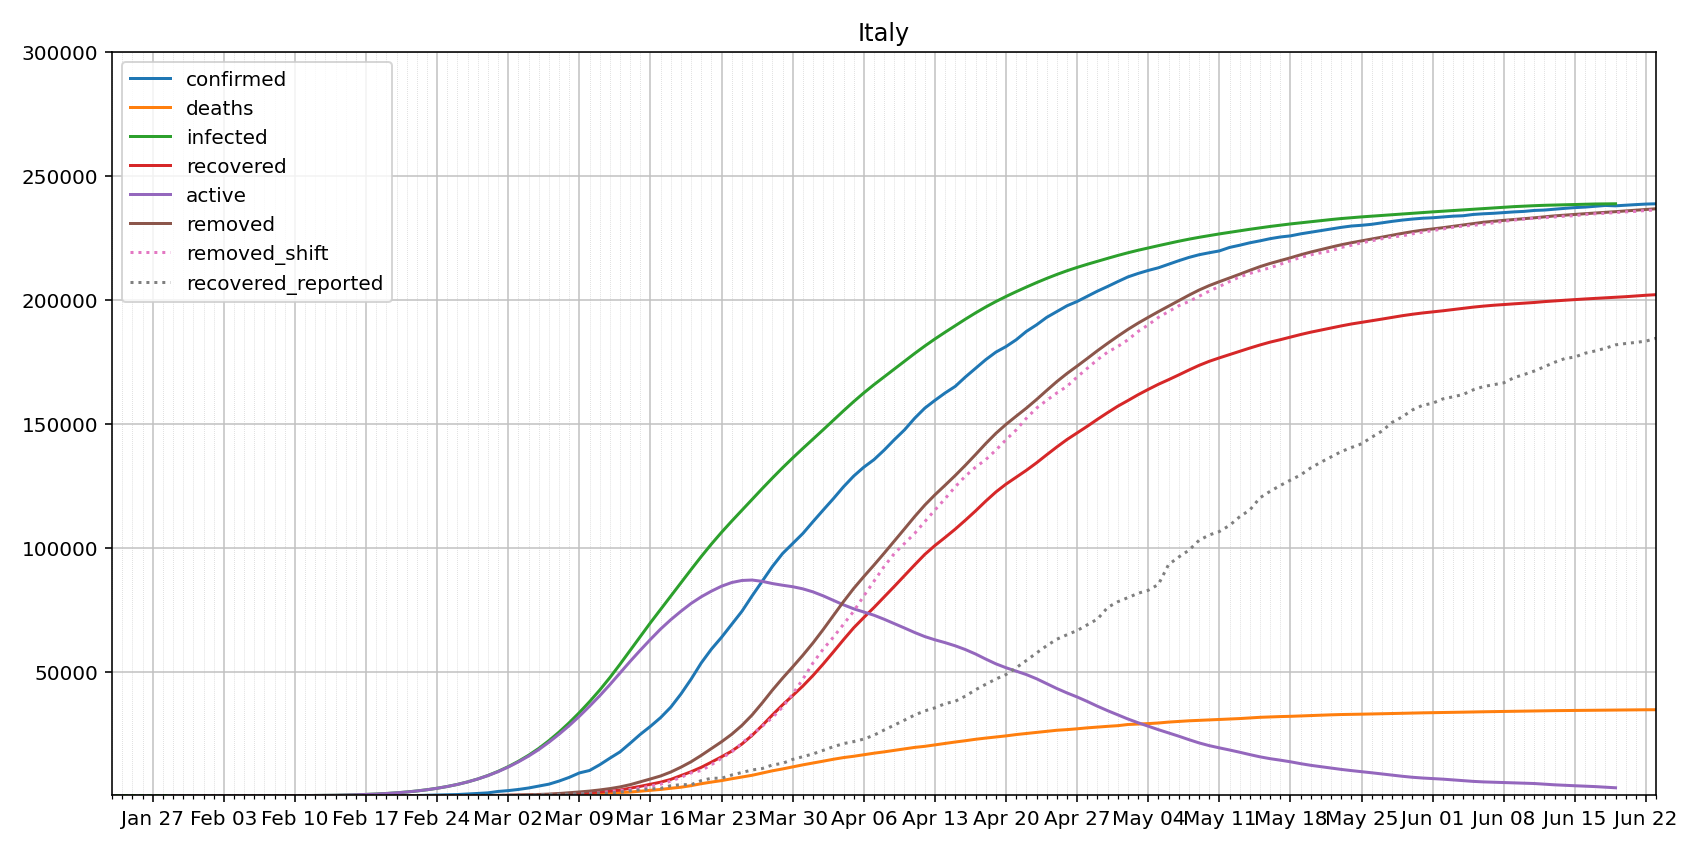 Italy
300000
250000
200000
150000
100000
50000
confirmed
deaths
infected
recovered
active
removed
removed_shift
recovered_reported
Jan 27 Feb 03 Feb 10 Feb 17 Feb 24 Mar 02 Mar 09 Mar 16 Mar 23 Mar 30 Apr 06 Apr 13 Apr 20 Apr 27 May 04 May 11 May 18 May 25 Jun 01 Jun 08 Jun 15 Jun 22